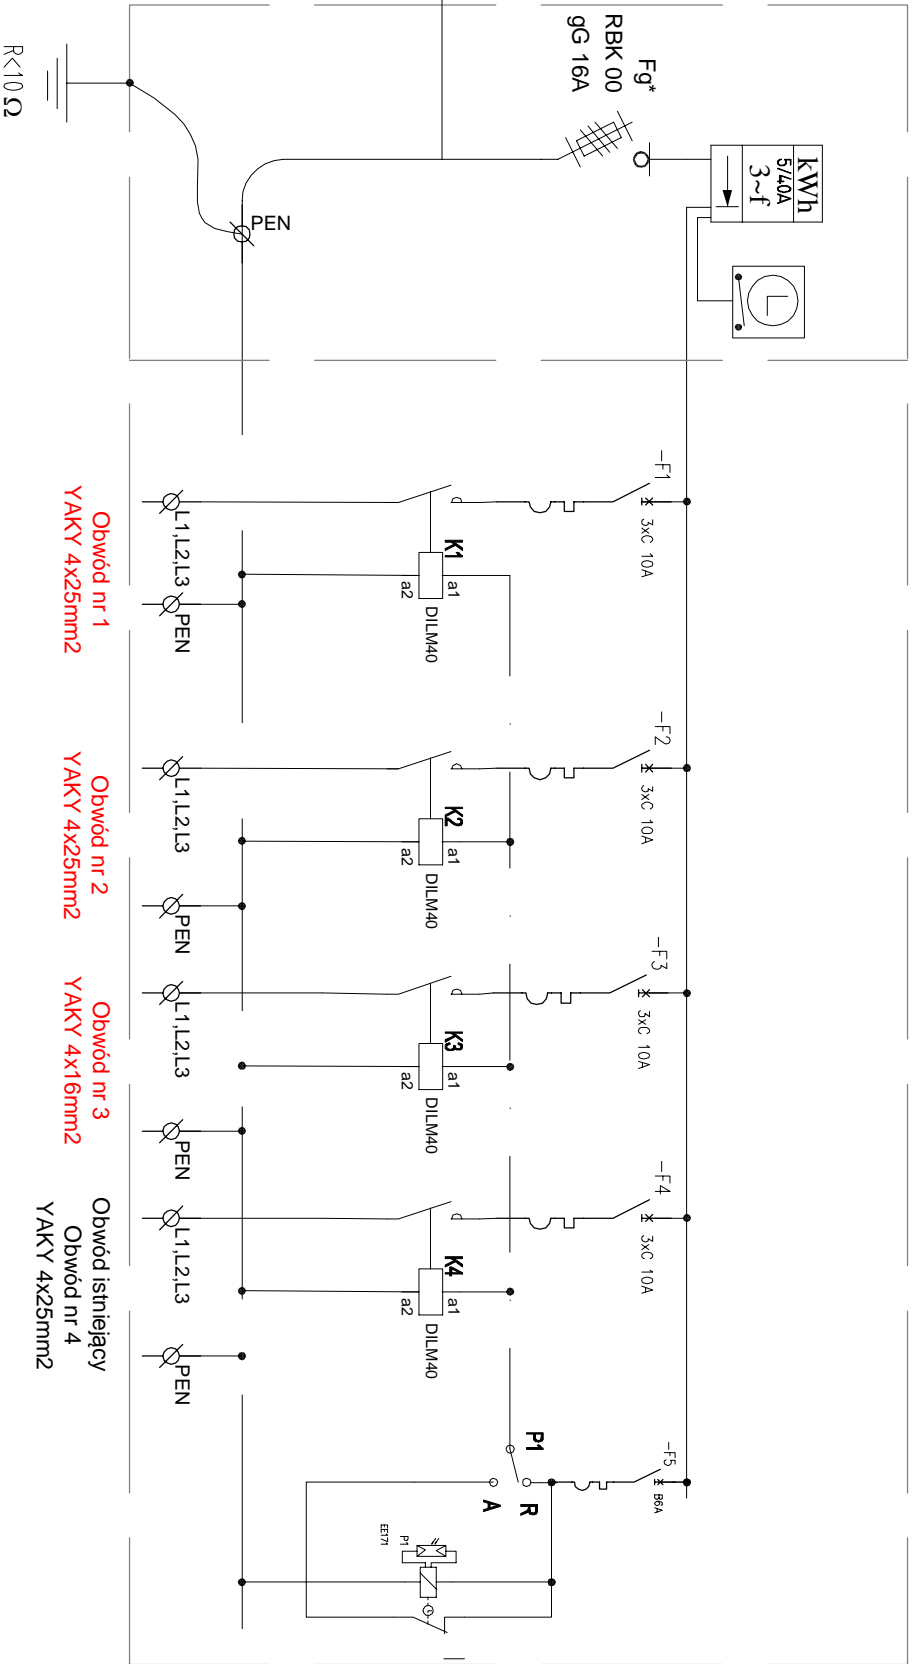 kWh
5/40A
3~f
Fg*
RBK 00
gG 16A
PEN
R<10 Ω
-F1
3xC 10A
K1
a1
a2
DILM40
L1,L2,L3
PEN
Obwód nr 1
YAKY 4x25mm2
-F2
3xC 10A
K2
a1
a2
DILM40
L1,L2,L3
PEN
Obwód nr 2
YAKY 4x25mm2
-F3
3xC 10A
K3
a1
a2
DILM40
L1,L2,L3
PEN
Obwód nr 3
YAKY 4x16mm2
-F4
3xC 10A
K4
a1
a2
DILM40
L1,L2,L3
PEN
Obwód istniejący
Obwód nr 4
YAKY 4x25mm2
-F5
B6A
P1
R
A
P1
EE171